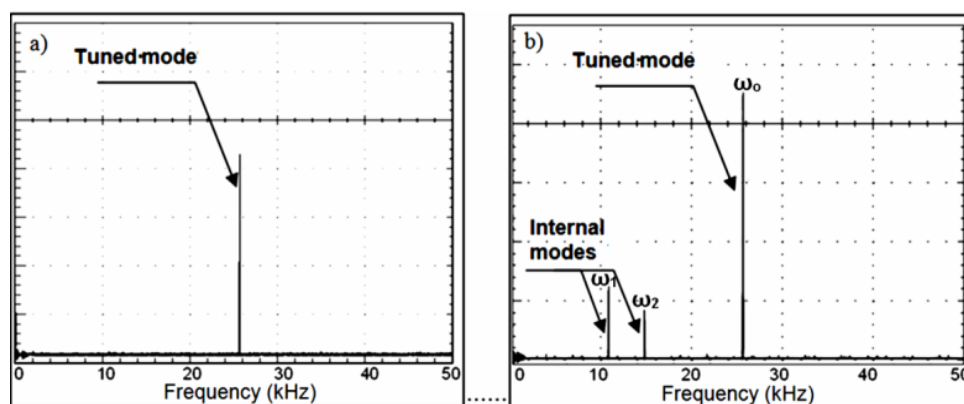 a)
Tuned-mode
0 10 20 30 40 50
Frequency (kHz)
......
b)
Tuned-mode
ωₒ
Internal
modes
ω₁
ω₂
0 10 20 30 40 50
Frequency (kHz)